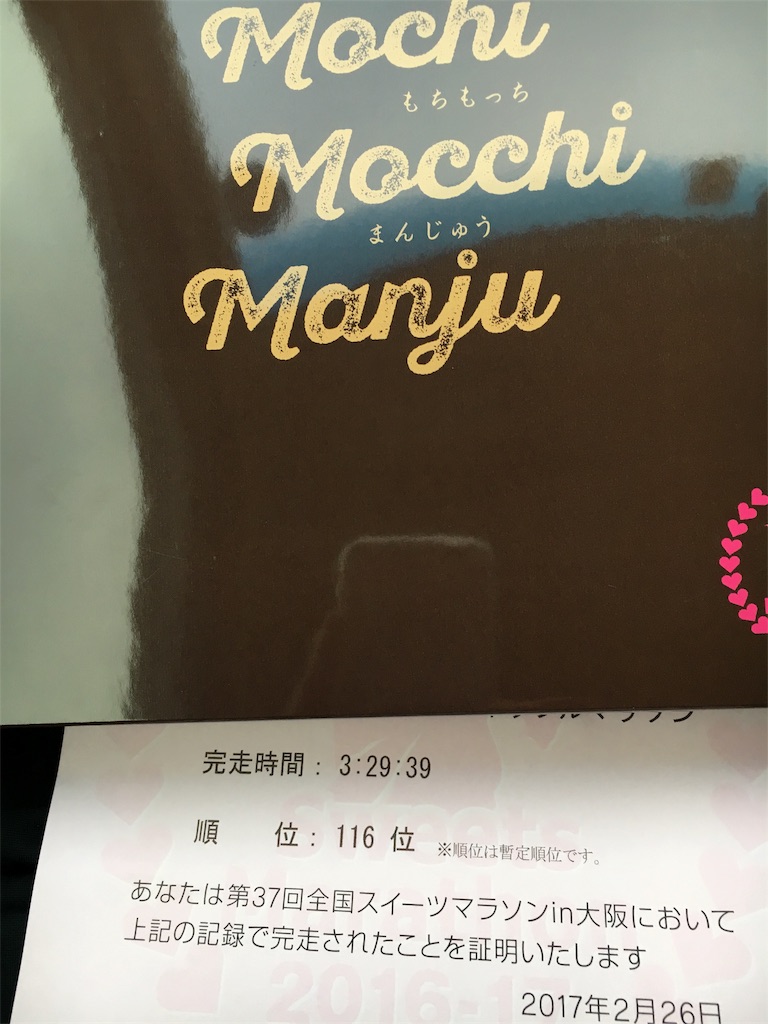 Mochi
もちもっち
Mocchi
まんじゅう
Manju
完走時間: 3:29:39
順 位: 116 位 ※順位は暫定順位です。
あなたは第37回全国スイーツマラソンin大阪において
上記の記録で完走されたことを証明いたします
2017年2月26日
Sweets
2016-17